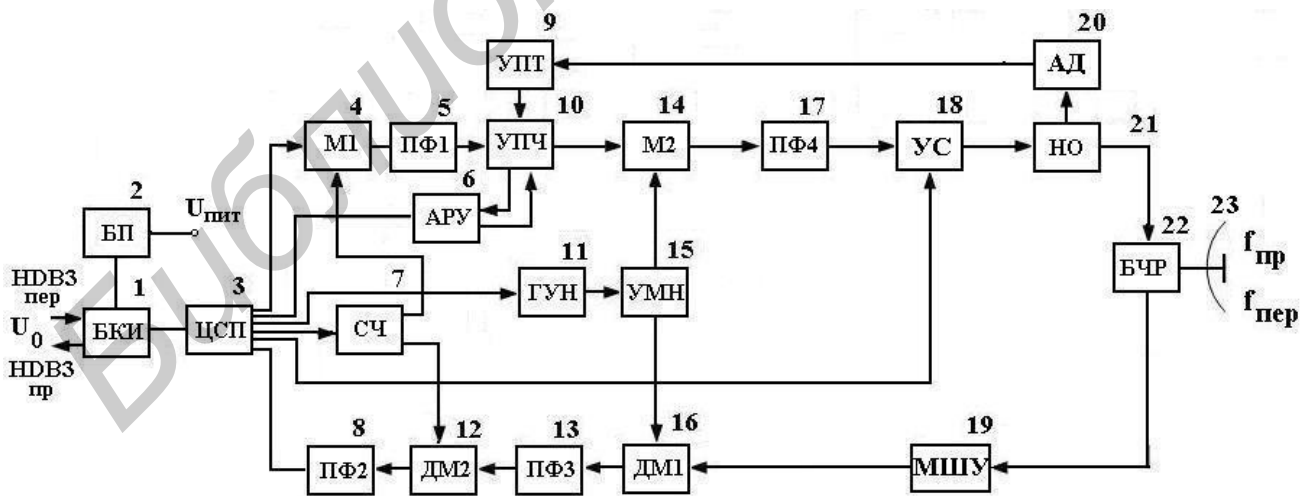 9
УПТ
20
АД
4
М1
5
ПФ1
10
УПЧ
14
М2
17
ПФ4
18
УС
21
НО
6
АРУ
2
БП
Uпит
HDB3
пер
U0
HDB3
пр
1
БКИ
3
ЦСП
7
СЧ
11
ГУН
15
УМН
22
БЧР
23
fпр
fпер
8
ПФ2
12
ДМ2
13
ПФ3
16
ДМ1
19
МШУ
Библио